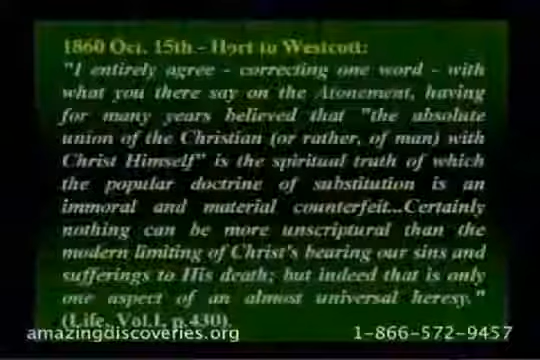 1860 Oct. 15th - Hort to Westcott:
"I entirely agree - correcting one word - with
what you there say on the Atonement, having
for many years believed that "the absolute
union of the Christian (or rather, of man) with
Christ Himself" is the spiritual truth of which
the popular doctrine of substitution is an
immoral and material counterfeit...Certainly
nothing can be more unscriptural than the
modern limiting of Christ's bearing our sins and
sufferings to His death; but indeed that is only
one aspect of an almost universal heresy."
(Life, Vol.I, p.430).
amazingdiscoveries.org 1-866-572-9457